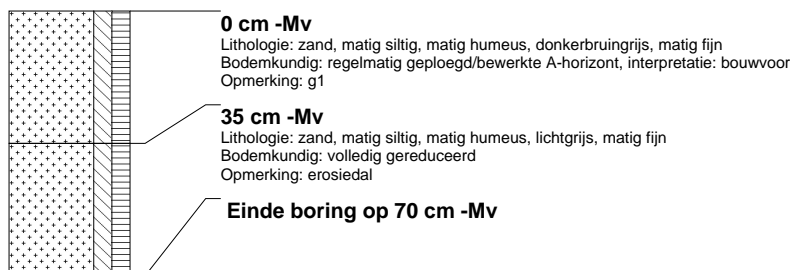 0 cm -Mv
Lithologie: zand, matig siltig, matig humeus, donkerbruingrijs, matig fijn
Bodemkundig: regelmatig geploegd/bewerkte A-horizont, interpretatie: bouwvoor
Opmerking: g1
35 cm -Mv
Lithologie: zand, matig siltig, matig humeus, lichtgrijs, matig fijn
Bodemkundig: volledig gereduceerd
Opmerking: erosiedal
Einde boring op 70 cm -Mv